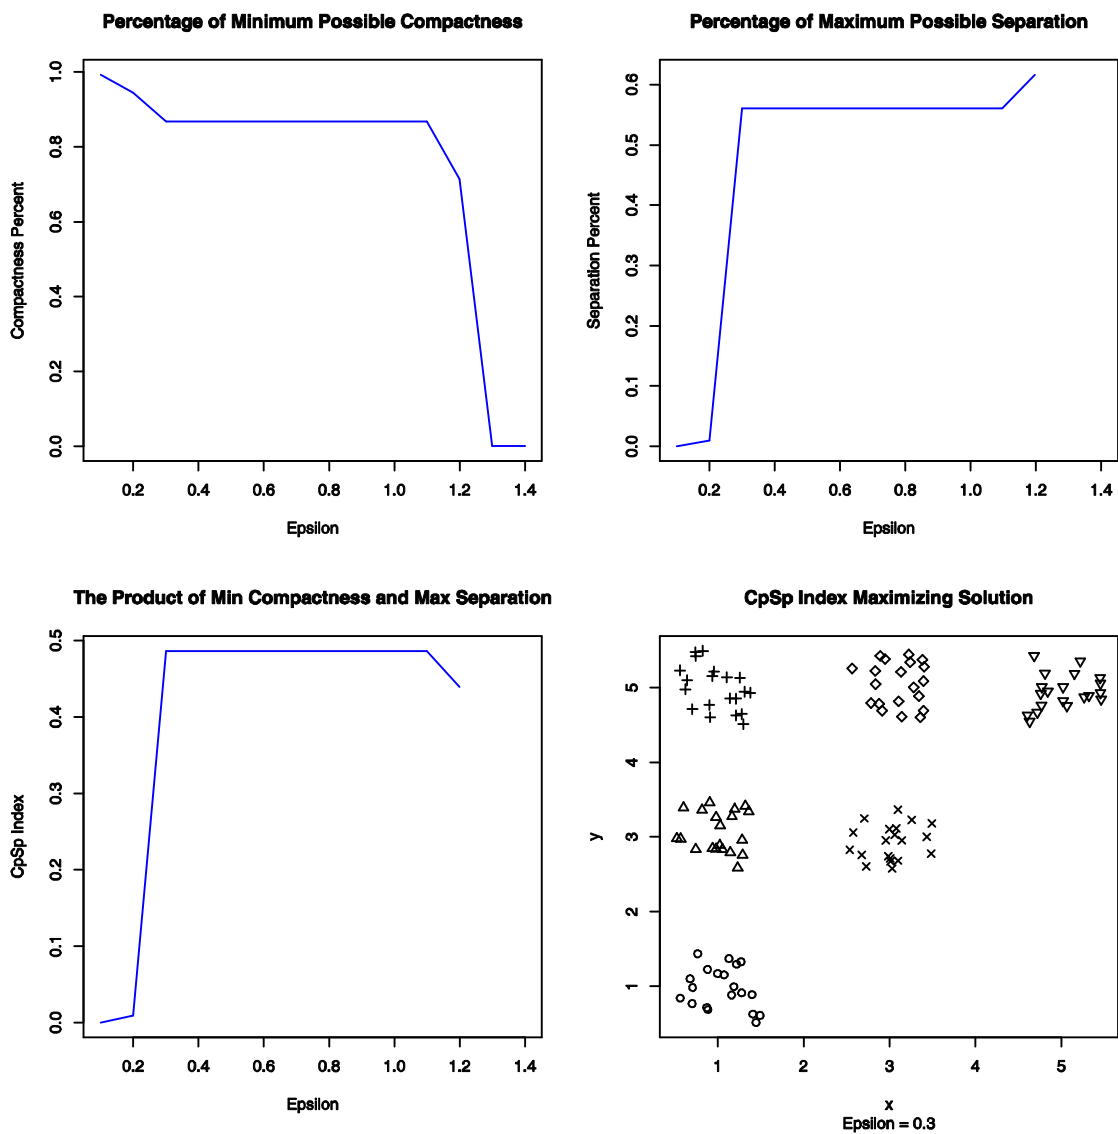 Percentage of Minimum Possible Compactness
Compactness Percent
1.0
0.8
0.6
0.4
0.2
0.0
0.2 0.4 0.6 0.8 1.0 1.2 1.4
Epsilon
Percentage of Maximum Possible Separation
Separation Percent
0.6
0.5
0.4
0.3
0.2
0.1
0.0
0.2 0.4 0.6 0.8 1.0 1.2 1.4
Epsilon
The Product of Min Compactness and Max Separation
CpSp Index
0.5
0.4
0.3
0.2
0.1
0.0
0.2 0.4 0.6 0.8 1.0 1.2 1.4
Epsilon
CpSp Index Maximizing Solution
y
5
4
3
2
1
1 2 3 4 5
x
Epsilon = 0.3